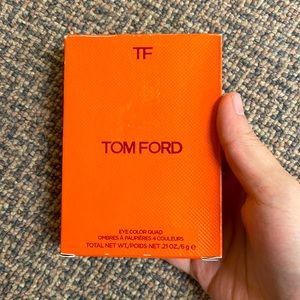 TF
TOM FORD
EYE COLOR QUAD
OMBRES À PAUPIÈRES 4 COULEURS
TOTAL NET WT./POIDS NET .21 OZ./6 g ℮